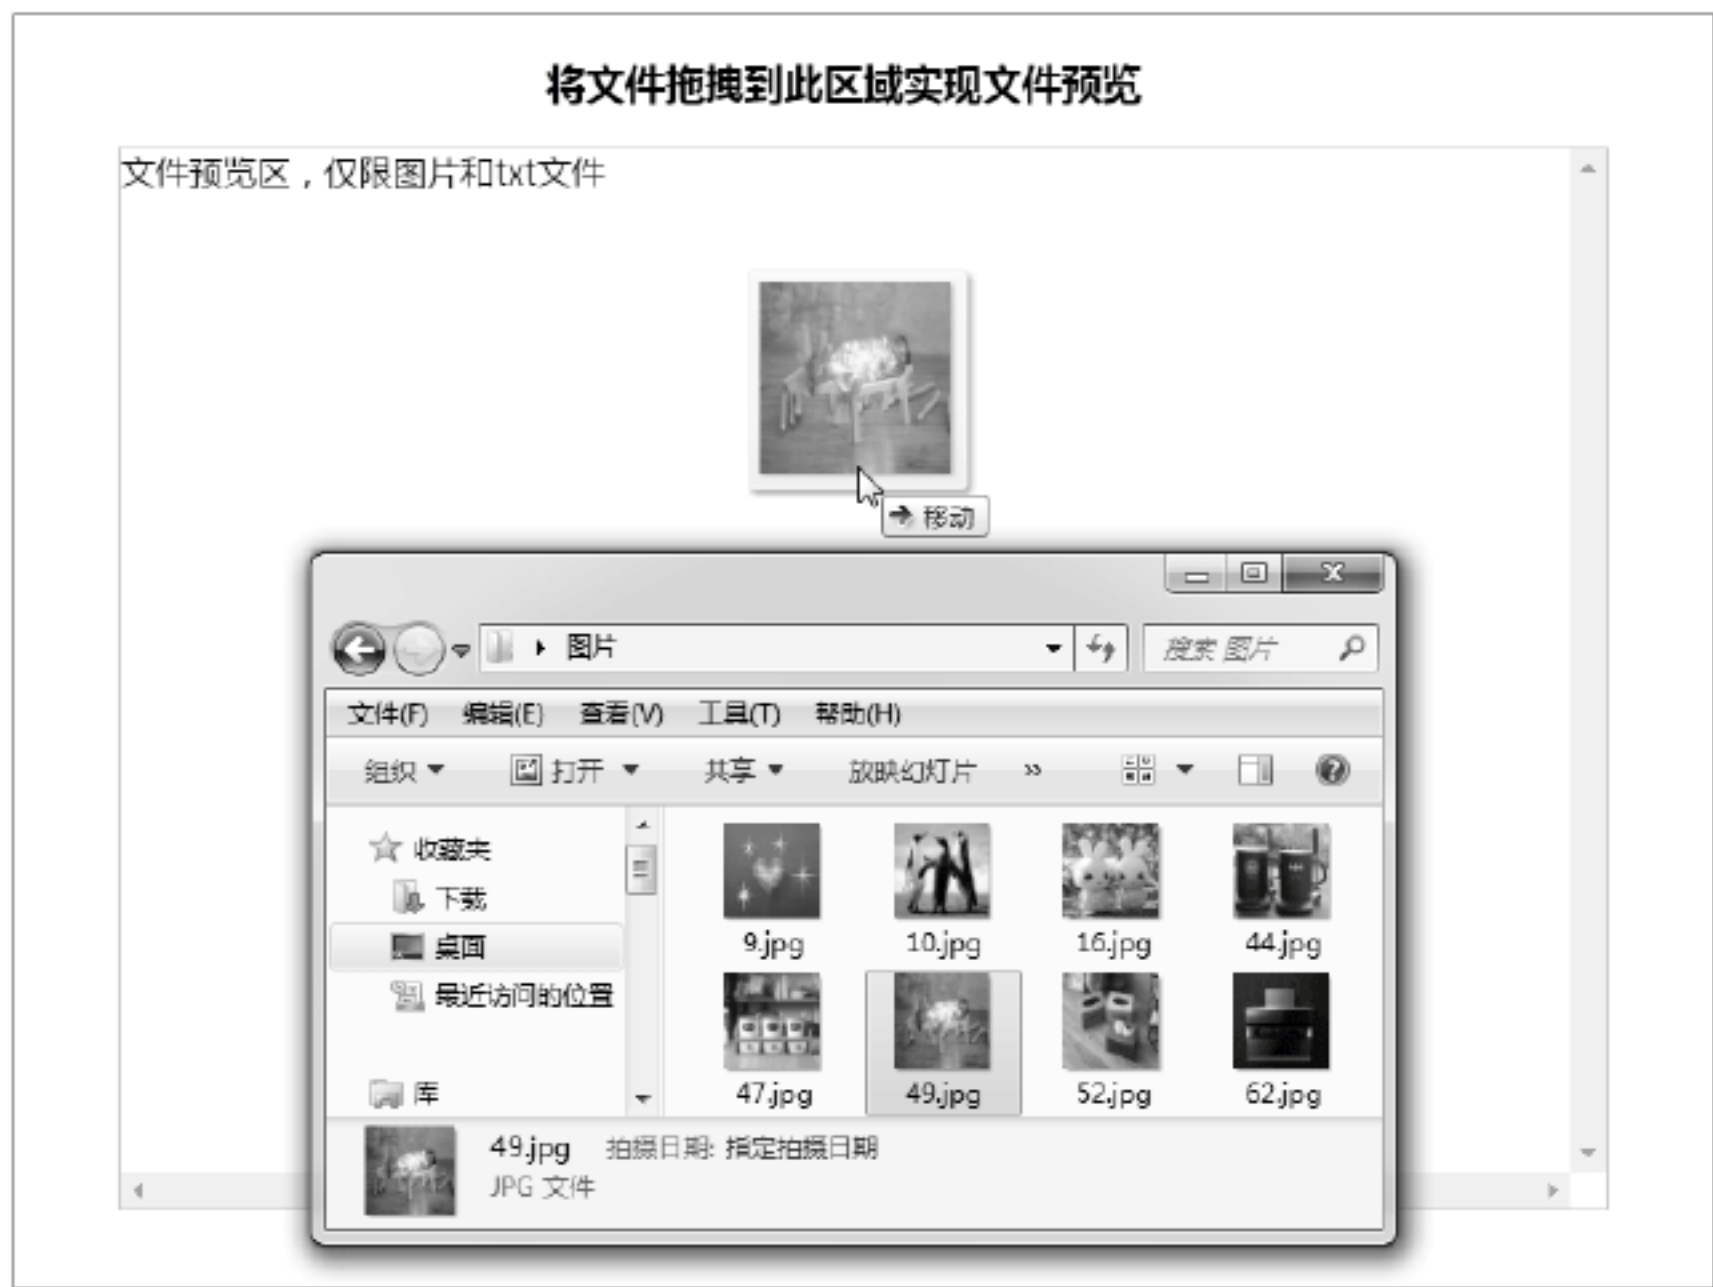 将文件拖拽到此区域实现文件预览
文件预览区，仅限图片和txt文件
移动
图片
搜索 图片
文件(F) 编辑(E) 查看(V) 工具(T) 帮助(H)
组织 打开 共享 放映幻灯片 »
收藏夹
下载
桌面
最近访问的位置
库
9.jpg 10.jpg 16.jpg 44.jpg
47.jpg 49.jpg 52.jpg 62.jpg
49.jpg 拍摄日期: 指定拍摄日期
JPG 文件